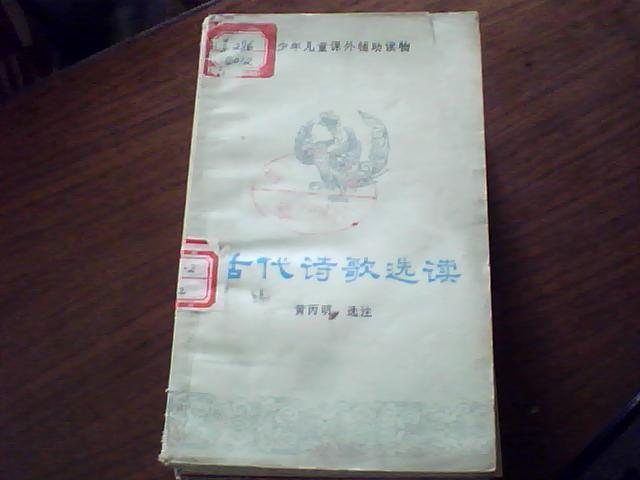 少年儿童课外辅助读物
古代诗歌选读
黄丙明 选注